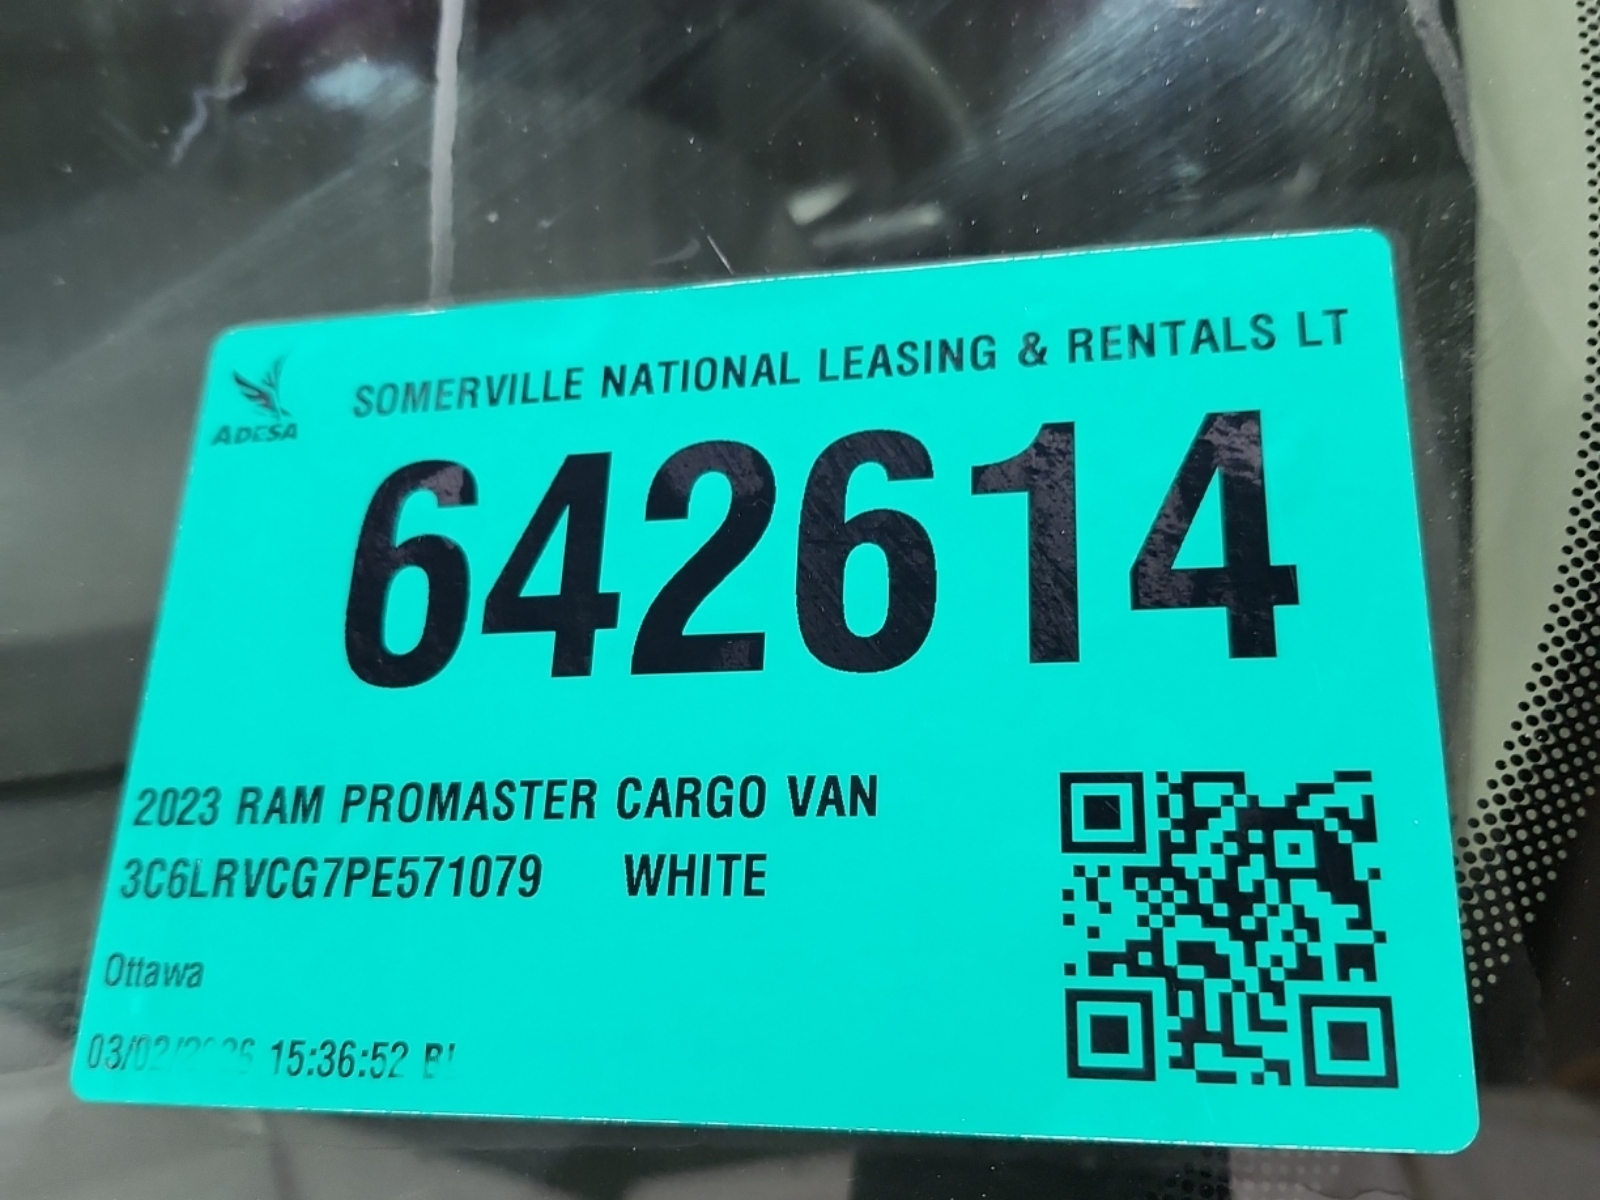 ADESA
SOMERVILLE NATIONAL LEASING & RENTALS LT
642614
2023 RAM PROMASTER CARGO VAN
3C6LRVCG7PE571079 WHITE
Ottawa
15:36:52